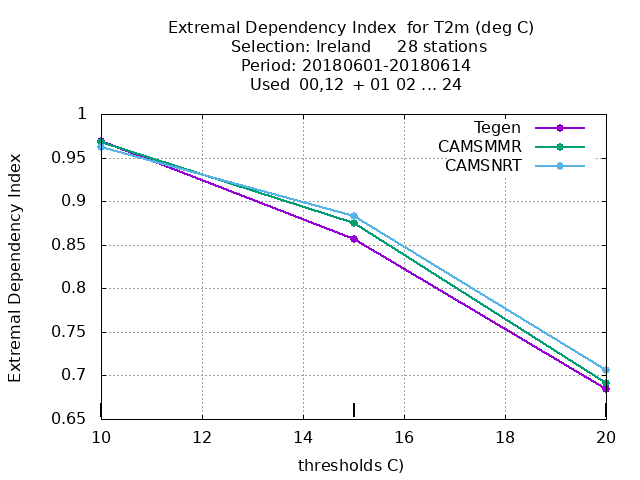 Extremal Dependency Index  for T2m (deg C)
Selection: Ireland     28 stations
Period: 20180601-20180614
Used  00,12  + 01 02 ... 24
Extremal Dependency Index
1
0.95
0.9
0.85
0.8
0.75
0.7
0.65
Tegen
CAMSMMR
CAMSNRT
10 12 14 16 18 20
thresholds C)